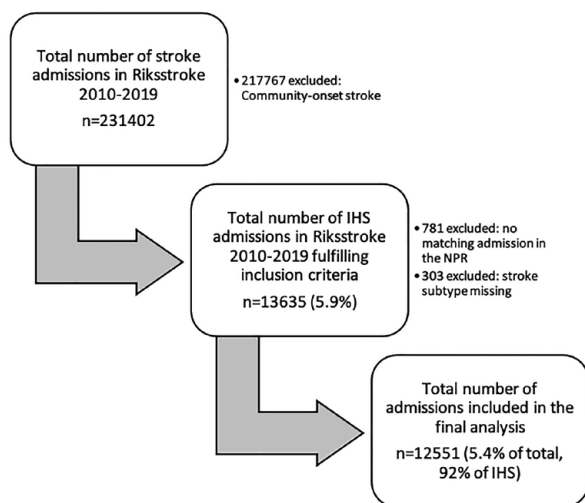 Total number of stroke
admissions in Riksstroke
2010-2019
n=231402
• 217767 excluded:
Community-onset stroke
Total number of IHS
admissions in Riksstroke
2010-2019 fulfilling
inclusion criteria
n=13635 (5.9%)
• 781 excluded: no
matching admission in
the NPR
• 303 excluded: stroke
subtype missing
Total number of
admissions included in the
final analysis
n=12551 (5.4% of total,
92% of IHS)